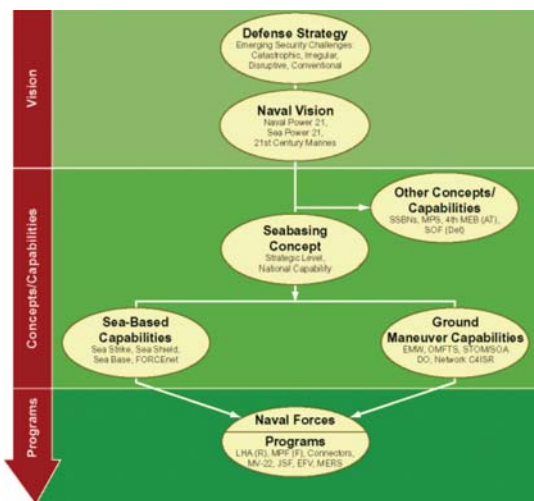 Vision
Defense Strategy
Emerging Security Challenges:
Catastrophic, Irregular,
Disruptive, Conventional
Naval Vision
Naval Power 21,
Sea Power 21,
21st Century Marines
Concepts/Capabilities
Other Concepts/
Capabilities
SSBNs, MPS, 4th MEB (AT),
SOF (Det)
Seabasing
Concept
Strategic Level,
National Capability
Sea-Based
Capabilities
Sea Strike, Sea Shield,
Sea Base, FORCEnet
Ground
Maneuver Capabilities
EMW, OMFTS, STOM/SOA
DO, Network C4ISR
Programs
Naval Forces
Programs
LHA (R), MPF (F), Connectors,
MV-22, JSF, EFV, MERS